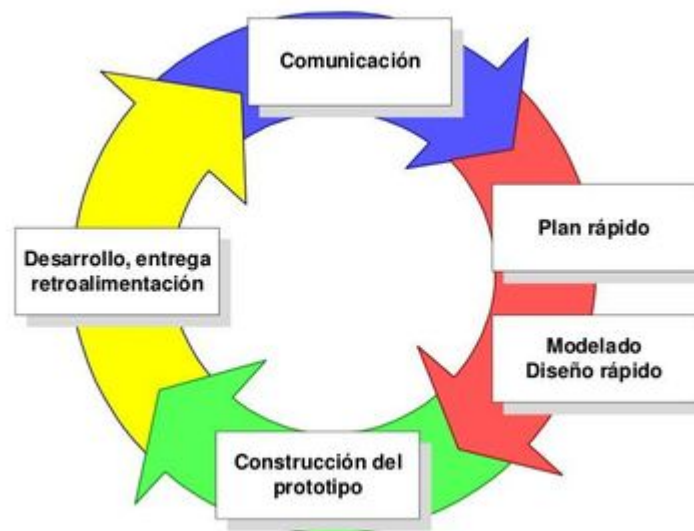 Comunicación
Plan rápido
Modelado
Diseño rápido
Construcción del
prototipo
Desarrollo, entrega
retroalimentación